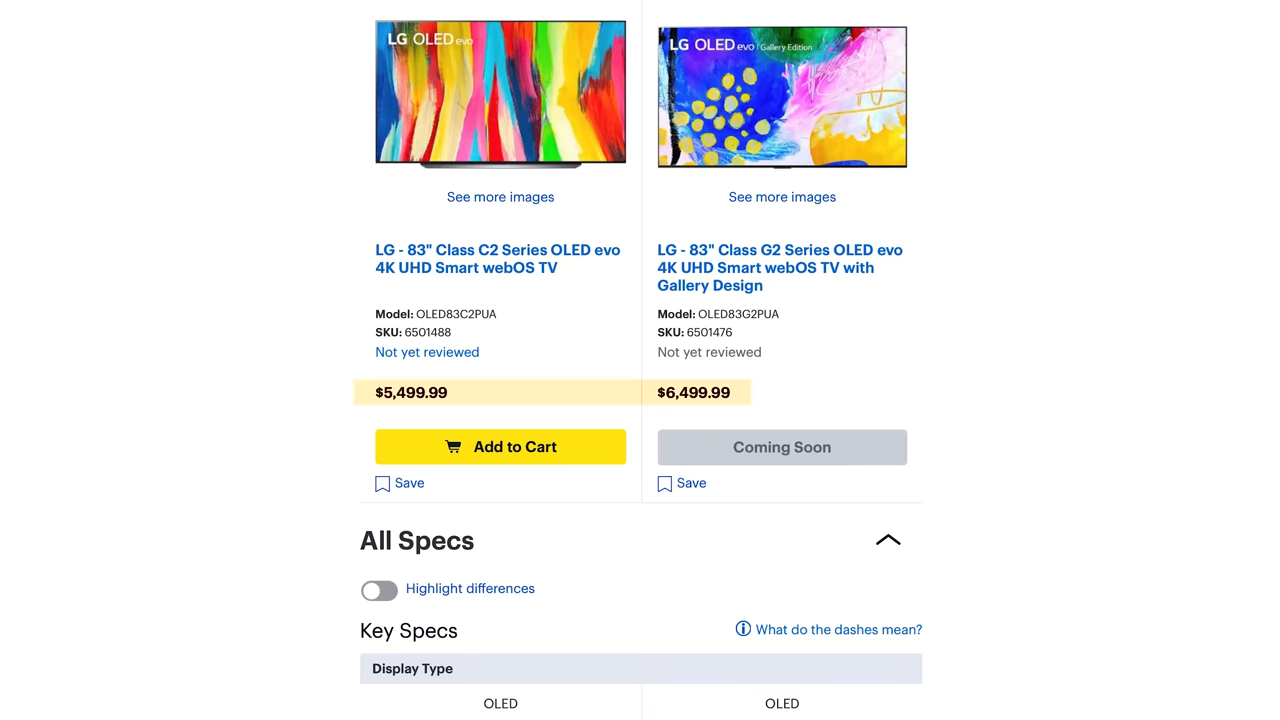 LG OLED evo
LG OLED evo Gallery Edition
See more images
See more images
LG - 83" Class C2 Series OLED evo
4K UHD Smart webOS TV
LG - 83" Class G2 Series OLED evo
4K UHD Smart webOS TV with
Gallery Design
Model: OLED83C2PUA
SKU: 6501488
Not yet reviewed
Model: OLED83G2PUA
SKU: 6501476
Not yet reviewed
$5,499.99
$6,499.99
Add to Cart
Coming Soon
Save
Save
All Specs
Highlight differences
Key Specs
What do the dashes mean?
Display Type
OLED
OLED